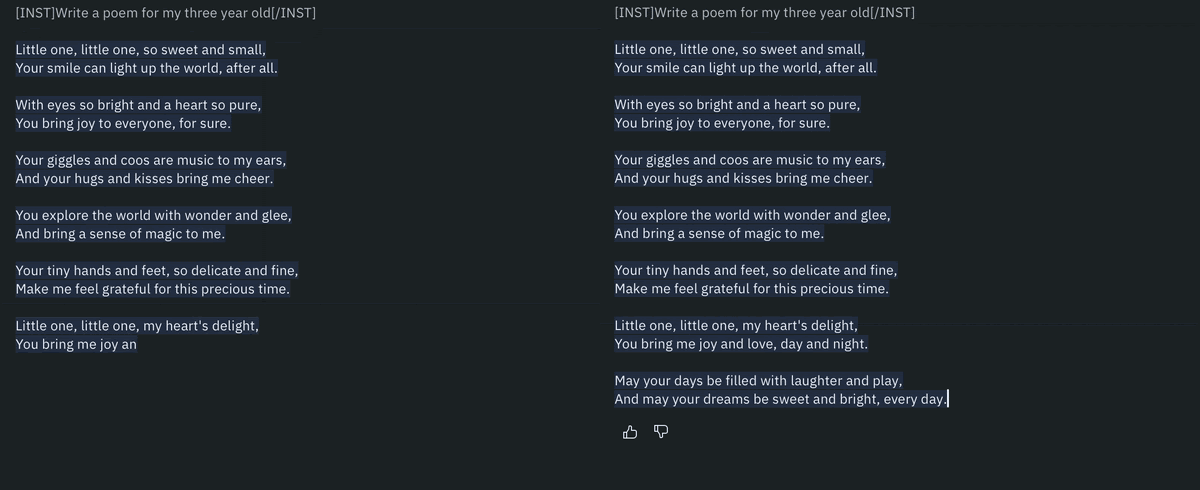 [INST]Write a poem for my three year old[/INST]
Little one, little one, so sweet and small,
Your smile can light up the world, after all.
With eyes so bright and a heart so pure,
You bring joy to everyone, for sure.
Your giggles and coos are music to my ears,
And your hugs and kisses bring me cheer.
You explore the world with wonder and glee,
And bring a sense of magic to me.
Your tiny hands and feet, so delicate and fine,
Make me feel grateful for this precious time.
Little one, little one, my heart's delight,
You bring me joy an
[INST]Write a poem for my three year old[/INST]
Little one, little one, so sweet and small,
Your smile can light up the world, after all.
With eyes so bright and a heart so pure,
You bring joy to everyone, for sure.
Your giggles and coos are music to my ears,
And your hugs and kisses bring me cheer.
You explore the world with wonder and glee,
And bring a sense of magic to me.
Your tiny hands and feet, so delicate and fine,
Make me feel grateful for this precious time.
Little one, little one, my heart's delight,
You bring me joy and love, day and night.
May your days be filled with laughter and play,
And may your dreams be sweet and bright, every day.